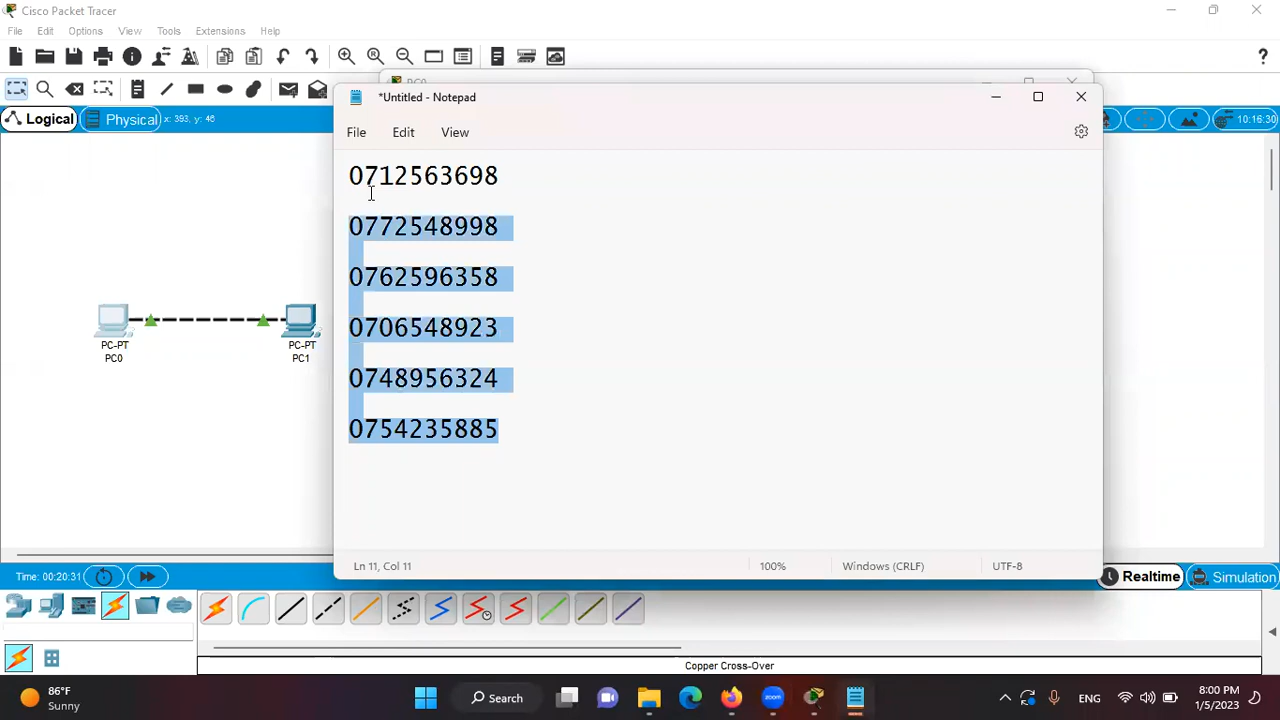 Cisco Packet Tracer
File Edit Options View Tools Extensions Help
PC0
*Untitled - Notepad
Logical Physical x: 393, y: 46 10:16:30
File Edit View
0712563698
0772548998
0762596358
0706548923
0748956324
0754235885
PC-PT
PC0
PC-PT
PC1
Ln 11, Col 11 100% Windows (CRLF) UTF-8
Time: 00:20:31 Realtime Simulation
Copper Cross-Over
86°F
Sunny
Search
zoom
ENG
8:00 PM
1/5/2023